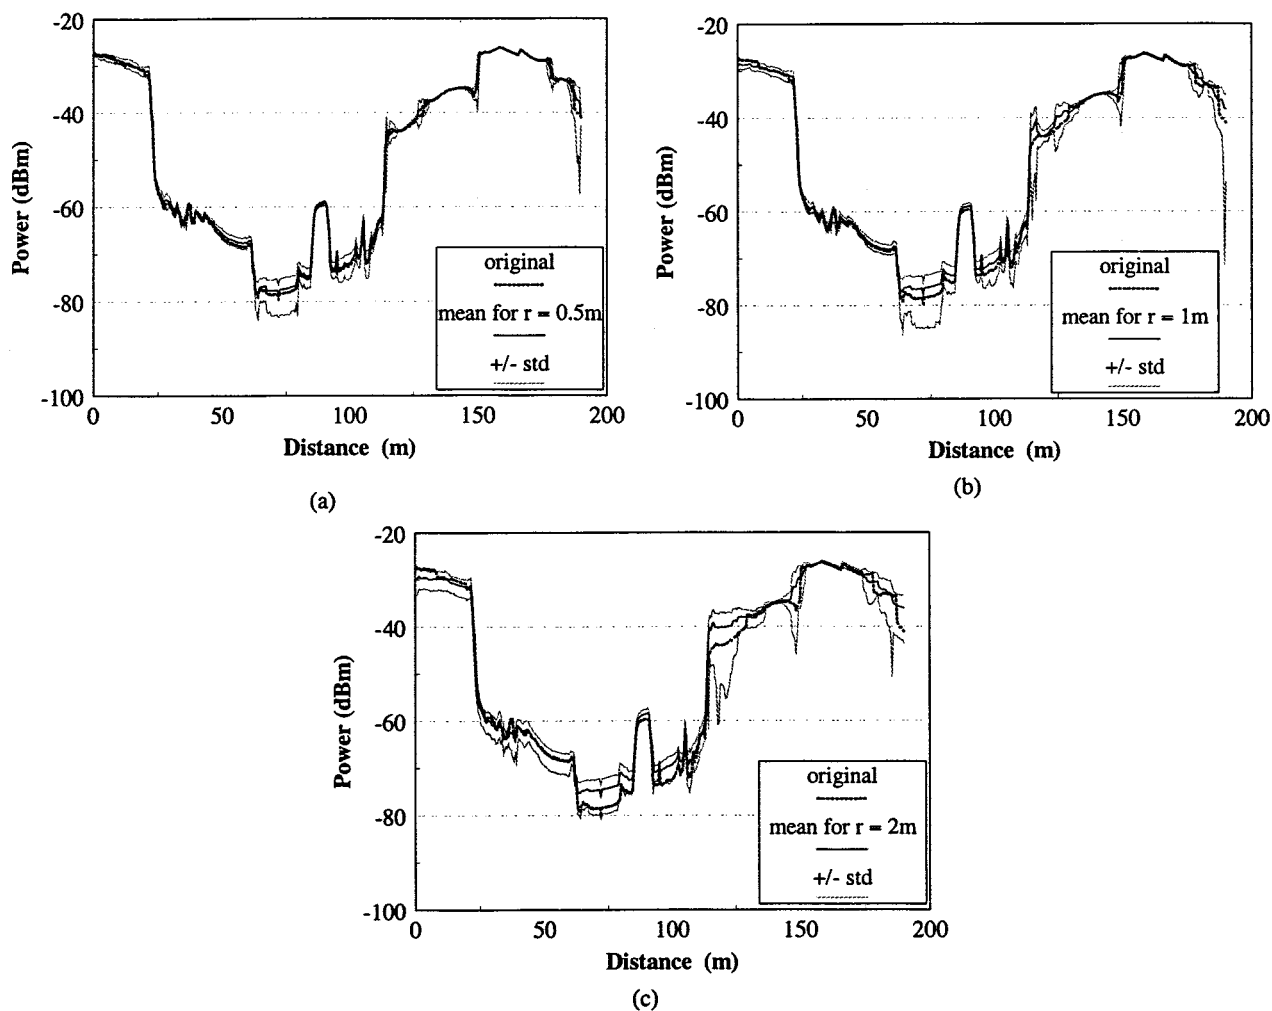 -20
-40
-60
-80
-100
Power (dBm)
0
50
100
150
200
Distance (m)
original
mean for r = 0.5m
+/- std
(a)
-20
-40
-60
-80
-100
Power (dBm)
0
50
100
150
200
Distance (m)
original
mean for r = 1m
+/- std
(b)
-20
-40
-60
-80
-100
Power (dBm)
0
50
100
150
200
Distance (m)
original
mean for r = 2m
+/- std
(c)